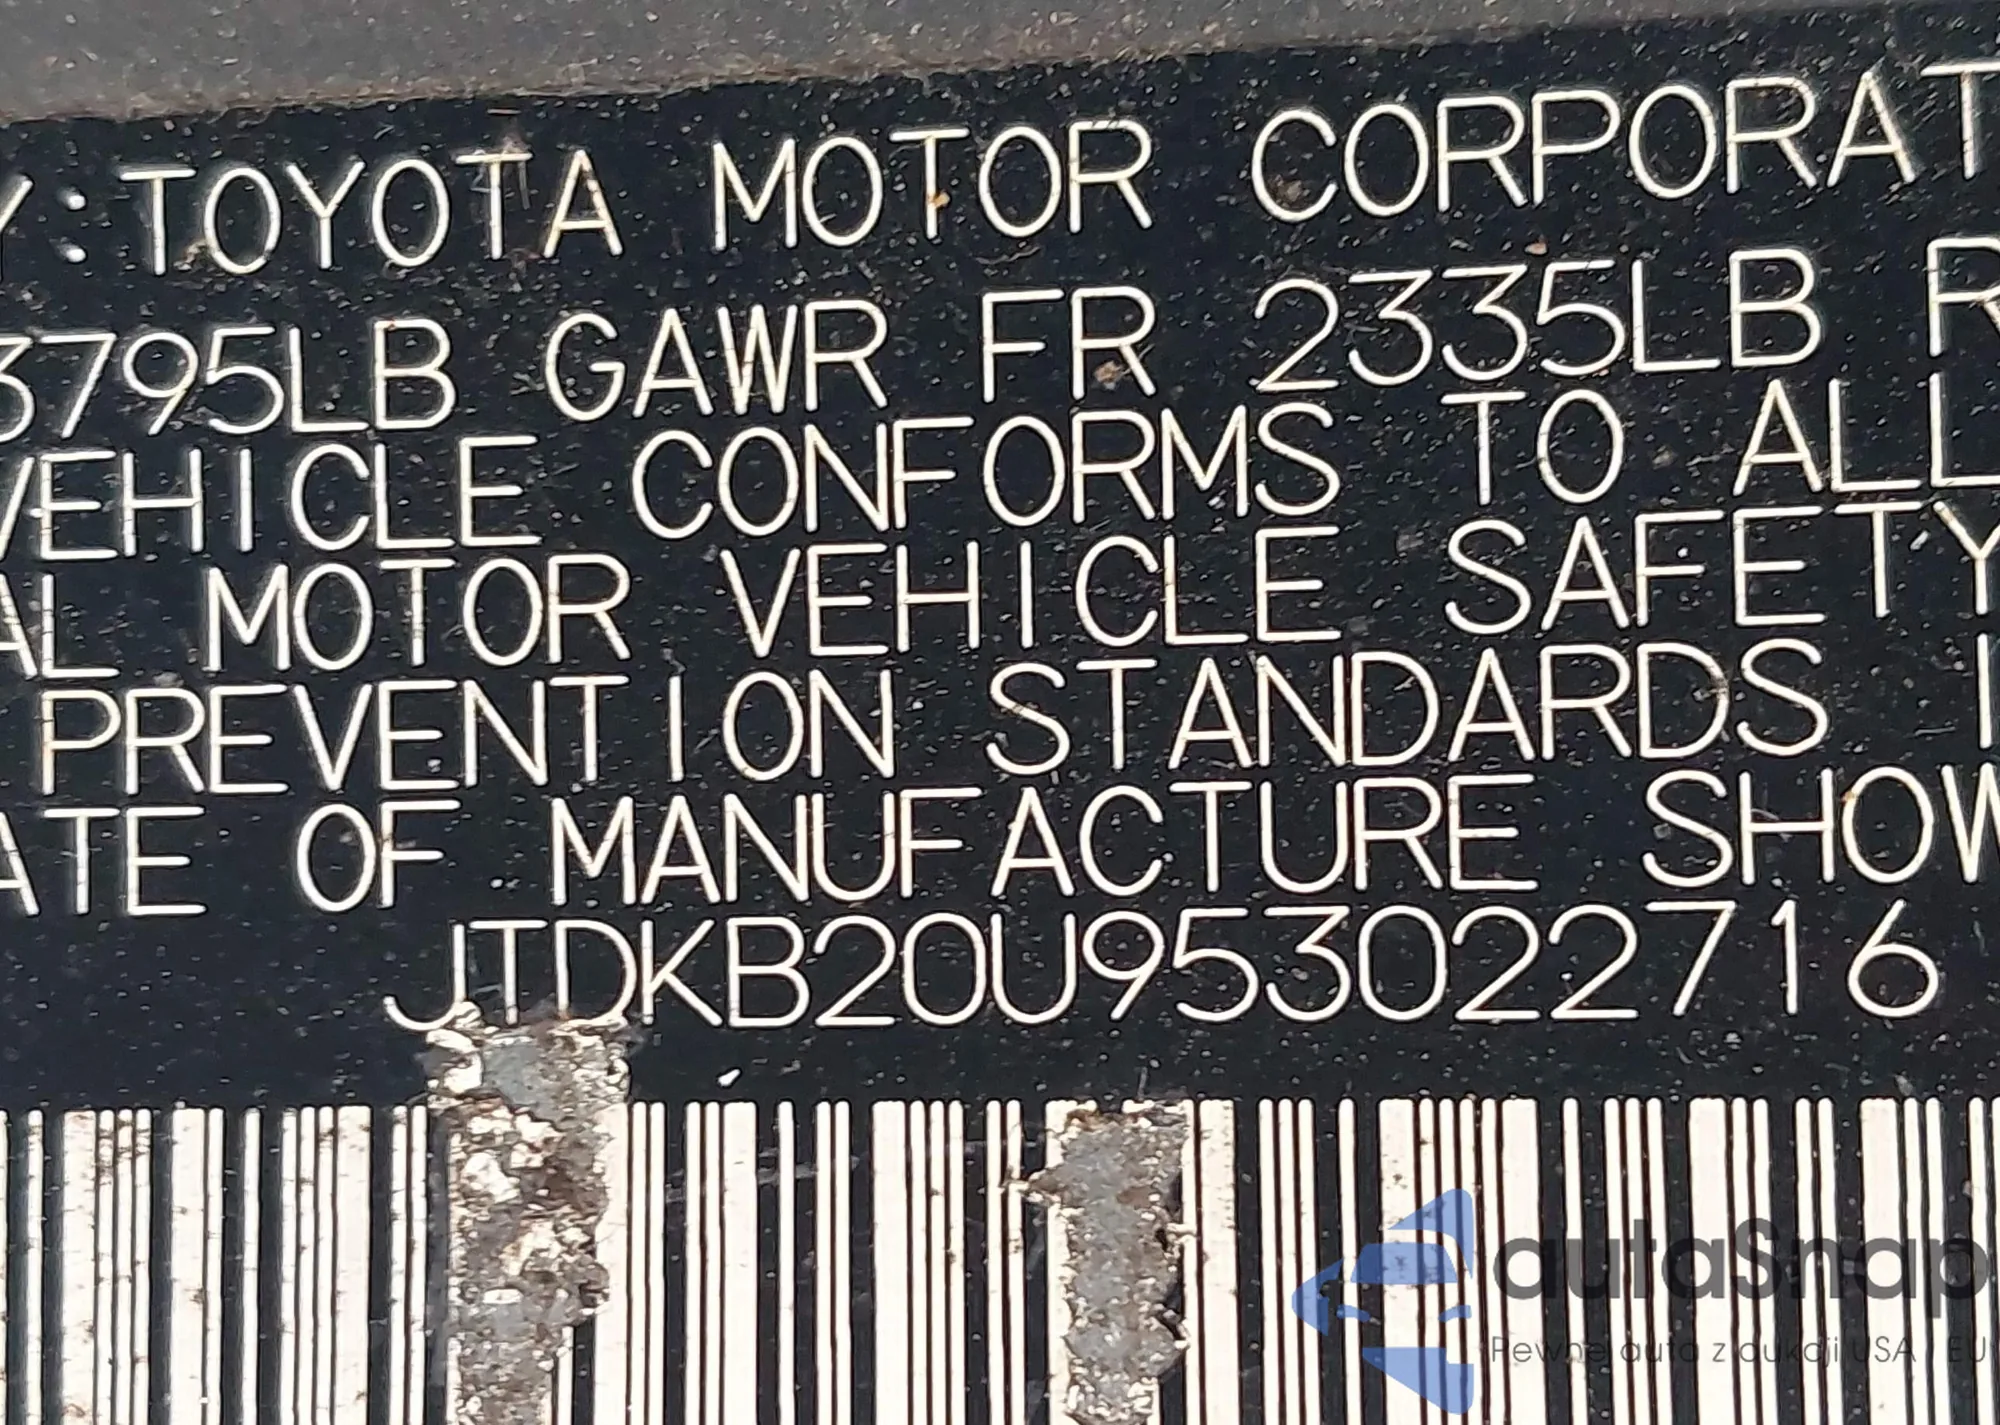 Y:TOYOTA MOTOR CORPORAT
3795LB GAWR FR 2335LB R
VEHICLE CONFORMS TO ALL
AL MOTOR VEHICLE SAFETY
PREVENTION STANDARDS I
ATE OF MANUFACTURE SHOW
JTDKB20U953022716
autaSnap
Pewne auta z aukcji USA i EU